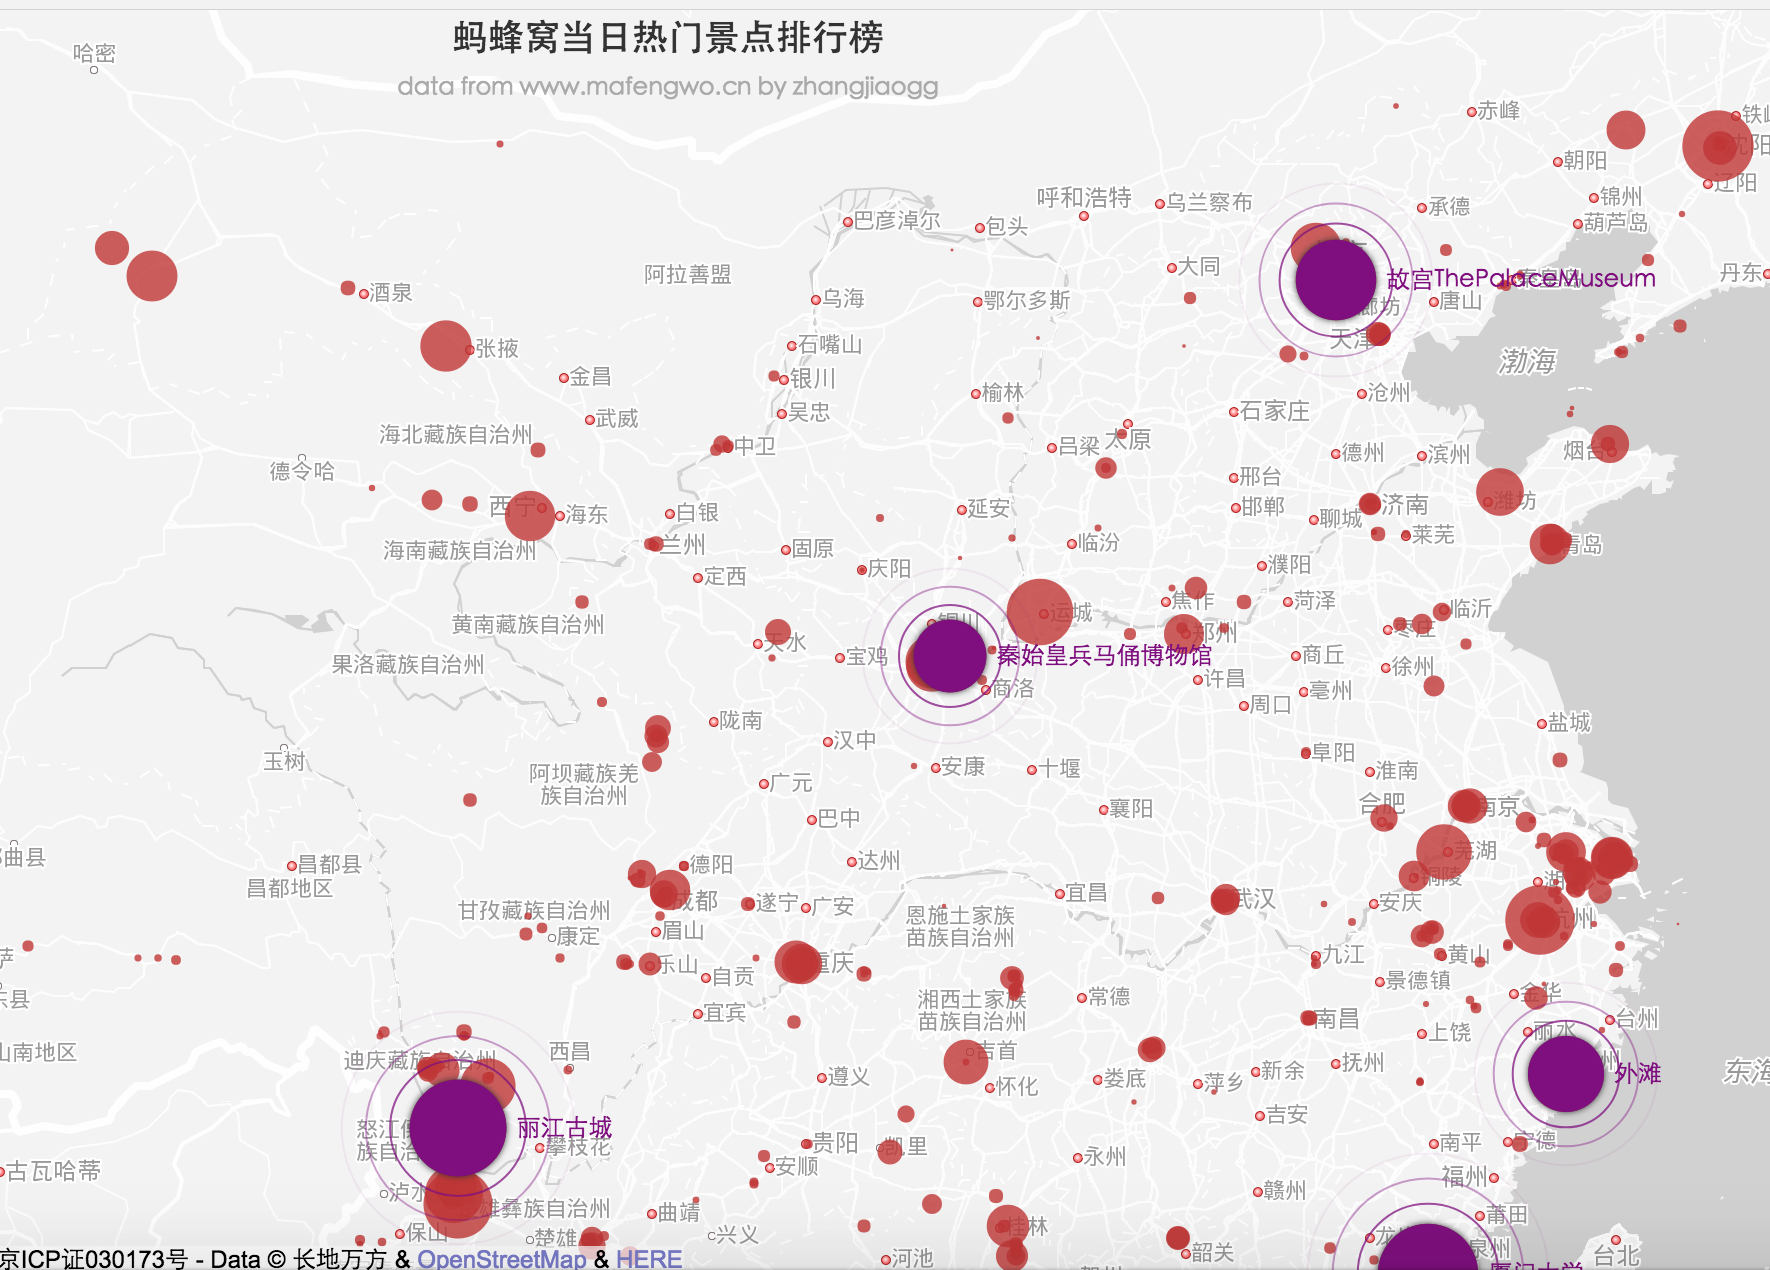 蚂蜂窝当日热门景点排行榜
data from www.mafengwo.cn by zhangjiaogg
哈密
赤峰
朝阳
辽阳
锦州
葫芦岛
承德
呼和浩特
乌兰察布
巴彦淖尔
包头
大同
阿拉善盟
丹东
故宫ThePalaceMuseum
酒泉
乌海
鄂尔多斯
唐山
廊坊
天津
石嘴山
张掖
渤海
金昌
银川
榆林
沧州
武威
吴忠
石家庄
海北藏族自治州
中卫
吕梁
太原
德州
滨州
烟台
德令哈
邢台
西宁
海东
白银
延安
邯郸
聊城
济南
潍坊
莱芜
海南藏族自治州
兰州
固原
临汾
青岛
定西
庆阳
濮阳
黄南藏族自治州
运城
焦作
菏泽
临沂
枣庄
天水
郑州
果洛藏族自治州
宝鸡
秦始皇兵马俑博物馆
商丘
徐州
商洛
许昌
亳州
周口
陇南
盐城
汉中
玉树
阿坝藏族羌
族自治州
安康
十堰
阜阳
淮南
广元
襄阳
合肥
南京
巴中
曲县
昌都县
昌都地区
德阳
达州
芜湖
铜陵
成都
遂宁
广安
宜昌
武汉
安庆
杭州
甘孜藏族自治州
康定
眉山
恩施土家族
苗族自治州
乐山
重庆
九江
黄山
自贡
景德镇
湘西土家族
苗族自治州
常德
金华
宜宾
南昌
上饶
丽水
台州
山南地区
迪庆藏族自治州
西昌
吉首
抚州
遵义
怀化
娄底
萍乡
新余
外滩
东海
丽江古城
吉安
攀枝花
贵阳
凯里
南平
宁德
古瓦哈蒂
安顺
永州
福州
赣州
曲靖
兴义
桂林
莆田
保山
楚雄
河池
韶关
泉州
台北
京ICP证030173号 - Data © 长地万方 & OpenStreetMap & HERE